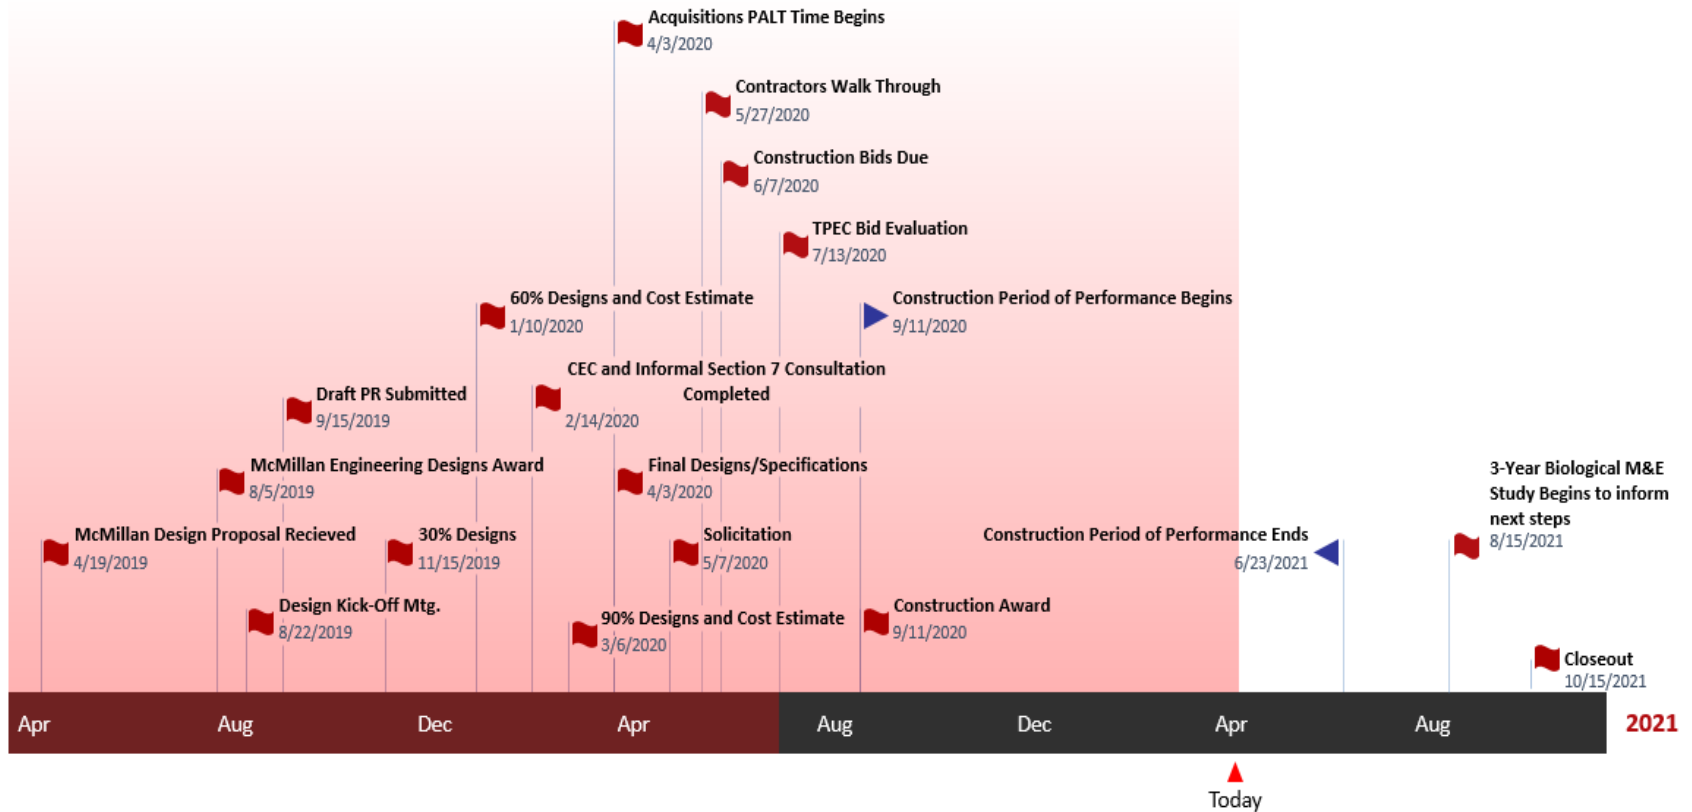 Acquisitions PALT Time Begins
4/3/2020
Contractors Walk Through
5/27/2020
Construction Bids Due
6/7/2020
TPEC Bid Evaluation
7/13/2020
60% Designs and Cost Estimate
1/10/2020
Construction Period of Performance Begins
9/11/2020
CEC and Informal Section 7 Consultation
Completed
2/14/2020
Draft PR Submitted
9/15/2019
McMillan Engineering Designs Award
8/5/2019
Final Designs/Specifications
4/3/2020
3-Year Biological M&E
Study Begins to inform
next steps
8/15/2021
McMillan Design Proposal Recieved
4/19/2019
30% Designs
11/15/2019
Solicitation
5/7/2020
Construction Period of Performance Ends
6/23/2021
Design Kick-Off Mtg.
8/22/2019
90% Designs and Cost Estimate
3/6/2020
Construction Award
9/11/2020
Closeout
10/15/2021
Apr Aug Dec Apr Aug Dec Apr Aug 2021
Today